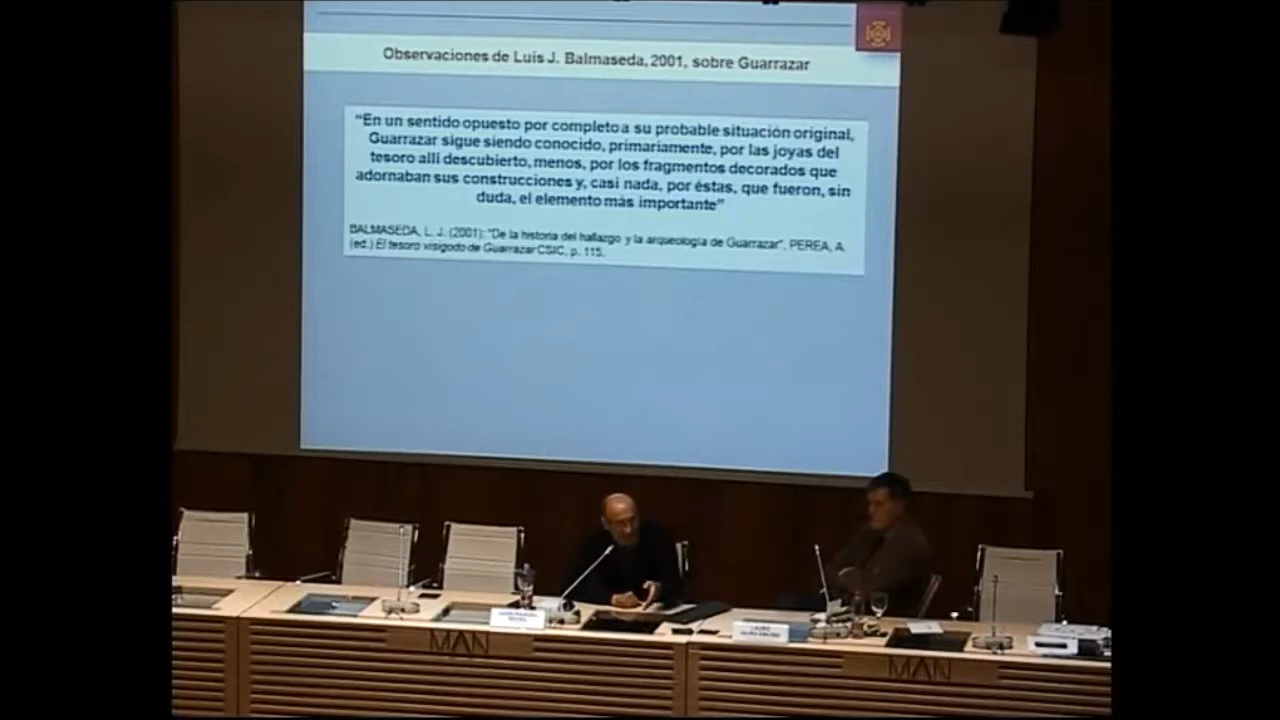 Observaciones de Luis J. Balmaseda, 2001, sobre Guarrazar
"En un sentido opuesto por completo a su probable situación original,
Guarrazar sigue siendo conocido, primariamente, por las joyas del
tesoro allí descubierto, menos, por los fragmentos decorados que
adornaban sus construcciones y, casi nada, por éstas, que fueron, sin
duda, el elemento más importante"
BALMASEDA, L. J. (2001): "De la historia del hallazgo y la arqueología de Guarrazar", PEREA, A.
(ed.) El tesoro visigodo de Guarrazar CSIC, p. 115.
MAN
MAN